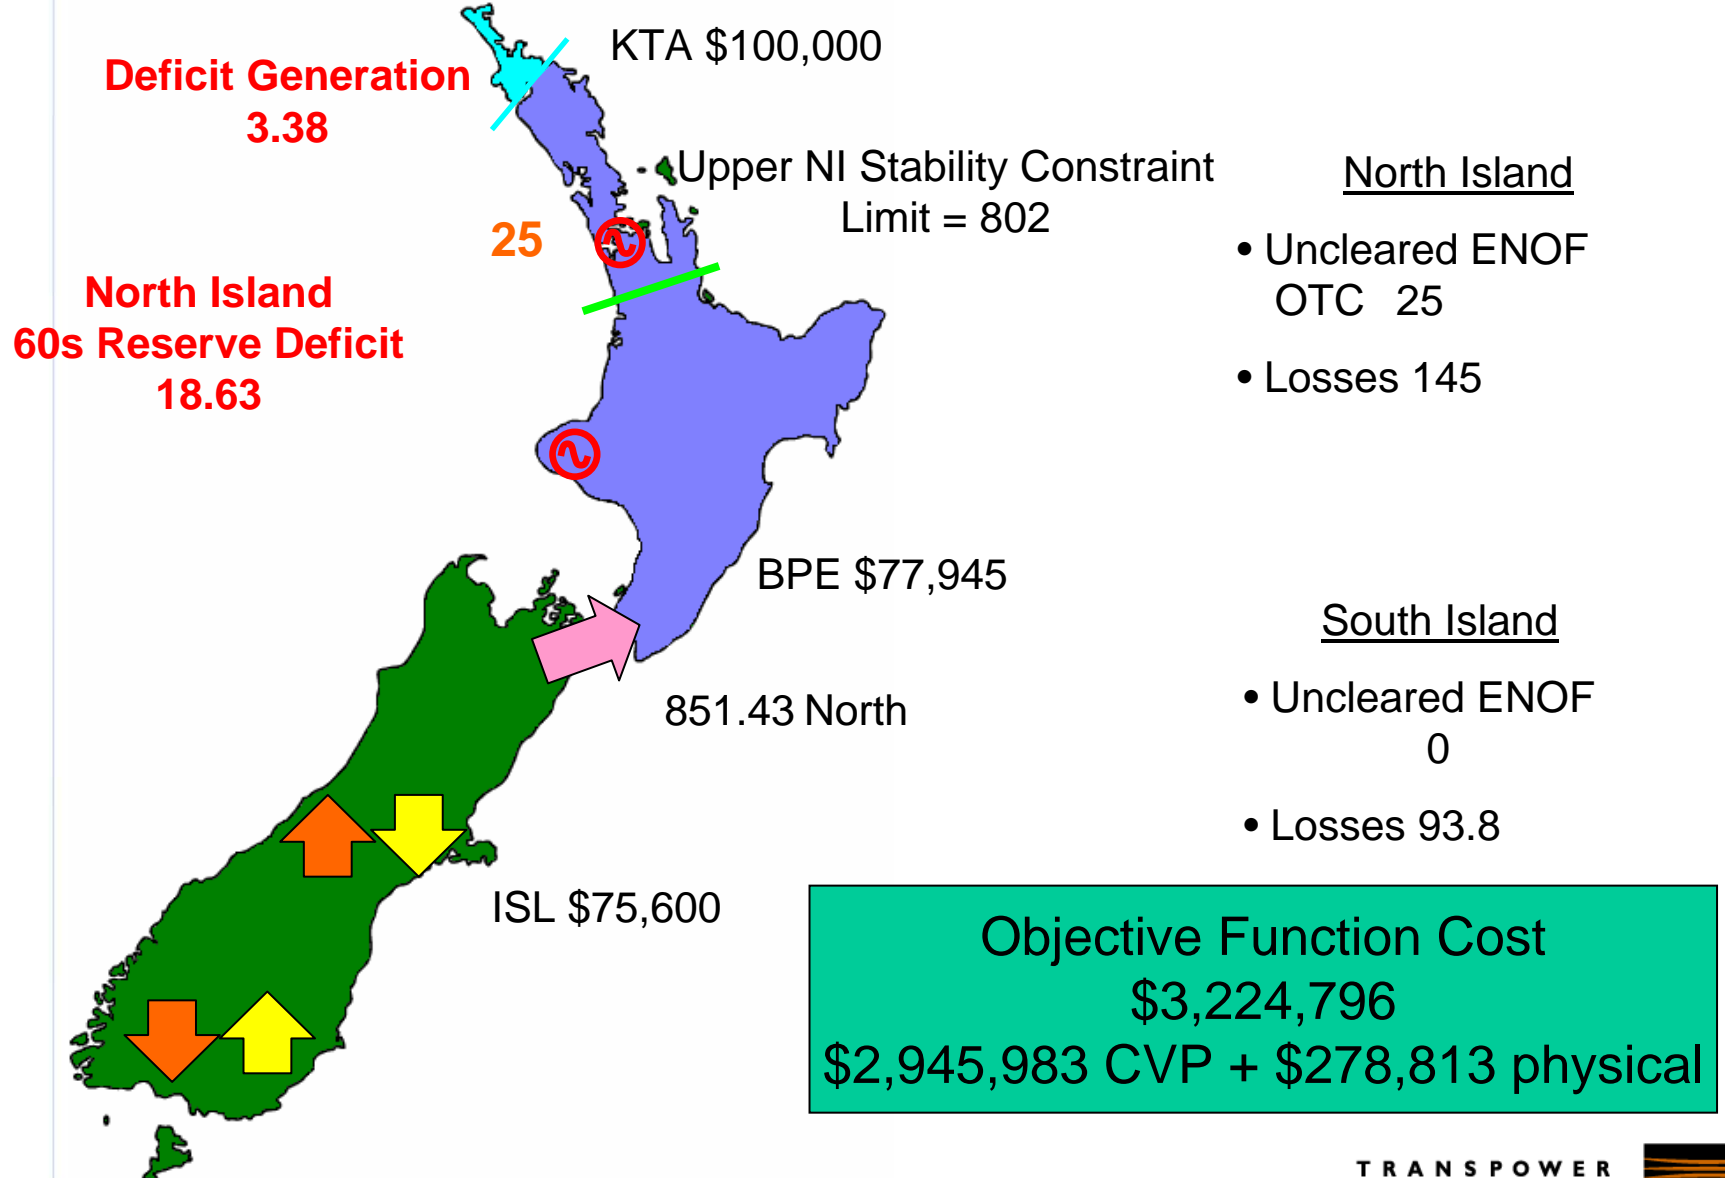 KTA $100,000
Deficit Generation
3.38
Upper NI Stability Constraint
Limit = 802
25
North Island
60s Reserve Deficit
18.63
North Island
• Uncleared ENOF
OTC 25
• Losses 145
BPE $77,945
851.43 North
South Island
• Uncleared ENOF
0
• Losses 93.8
ISL $75,600
Objective Function Cost
$3,224,796
$2,945,983 CVP + $278,813 physical
TRANSPOWER